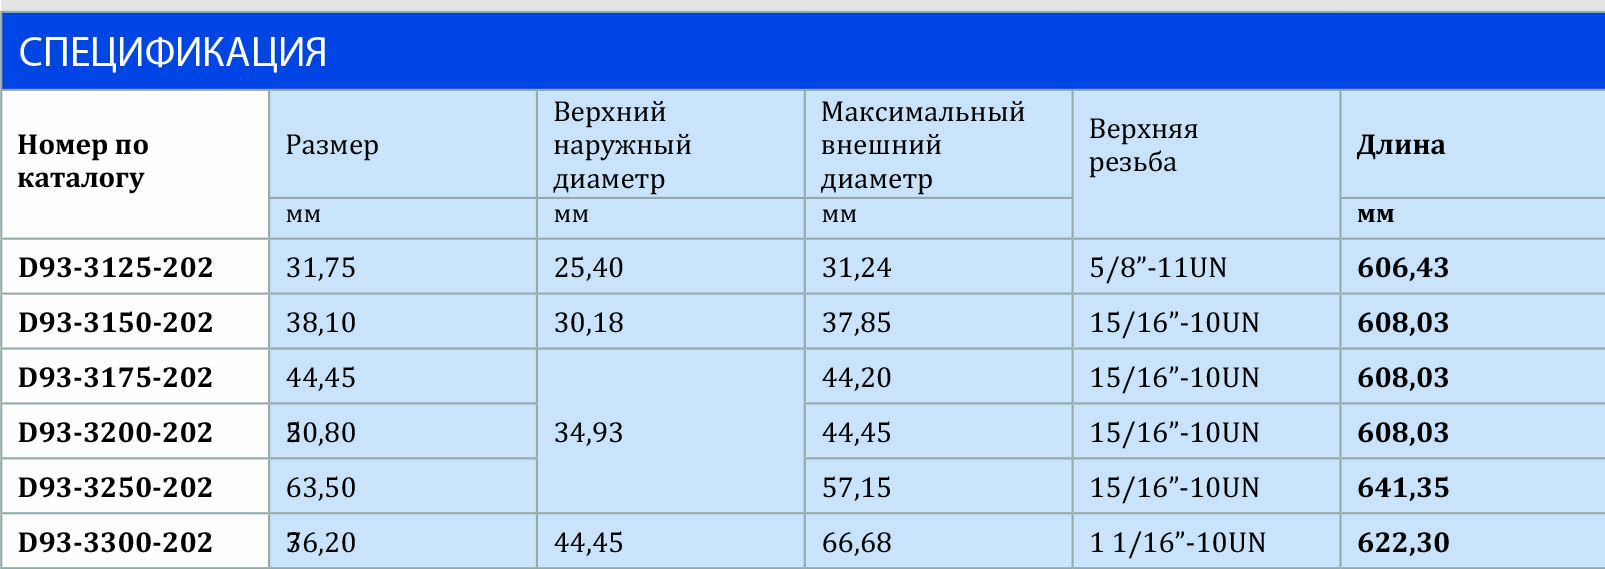 СПЕЦИФИКАЦИЯ
Номер по каталогу Размер Верхний наружный диаметр Максимальный внешний диаметр Верхняя резьба Длина
мм мм мм мм
D93-3125-202 31,75 25,40 31,24 5/8”-11UN 606,43
D93-3150-202 38,10 30,18 37,85 15/16”-10UN 608,03
D93-3175-202 44,45 44,20 15/16”-10UN 608,03
D93-3200-202 34,93 44,45 15/16”-10UN 608,03
D93-3250-202 63,50 57,15 15/16”-10UN 641,35
D93-3300-202 44,45 66,68 1 1/16”-10UN 622,30